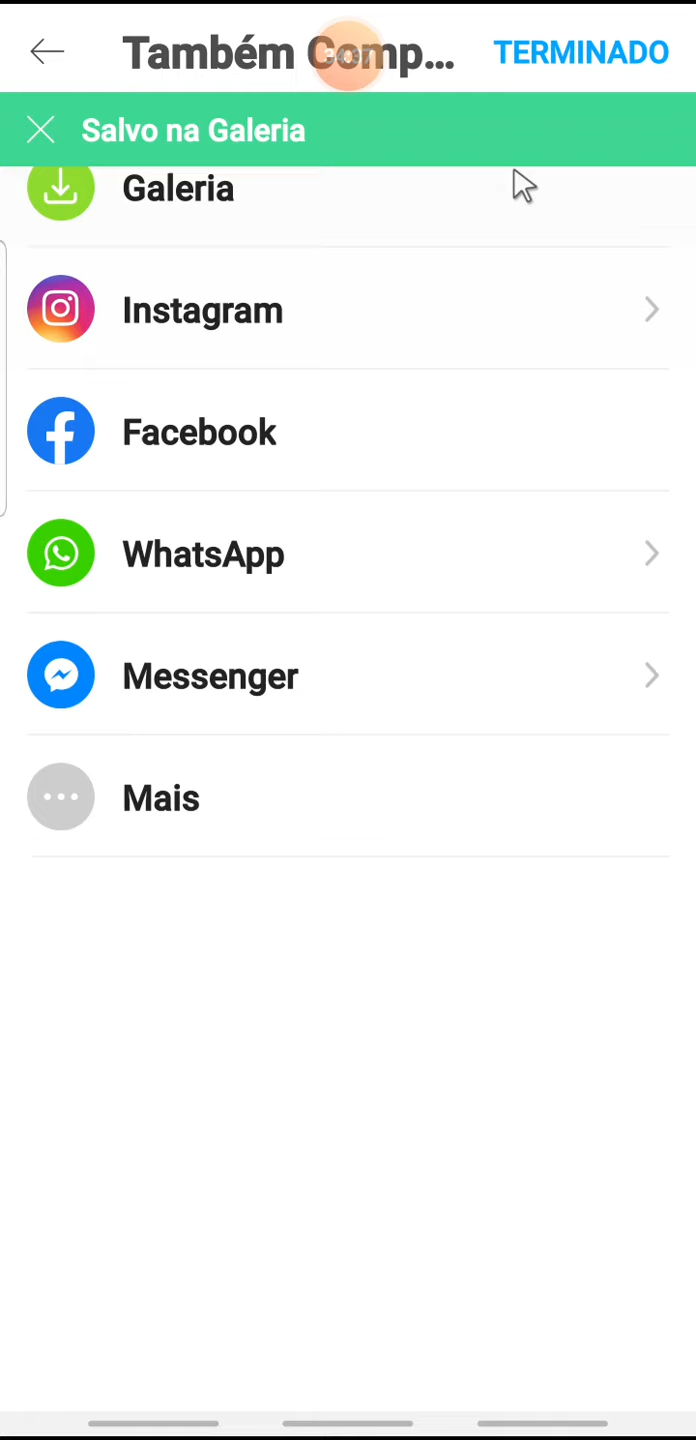 Também Comp...
TERMINADO
Salvo na Galeria
Galeria
Instagram
Facebook
WhatsApp
Messenger
Mais